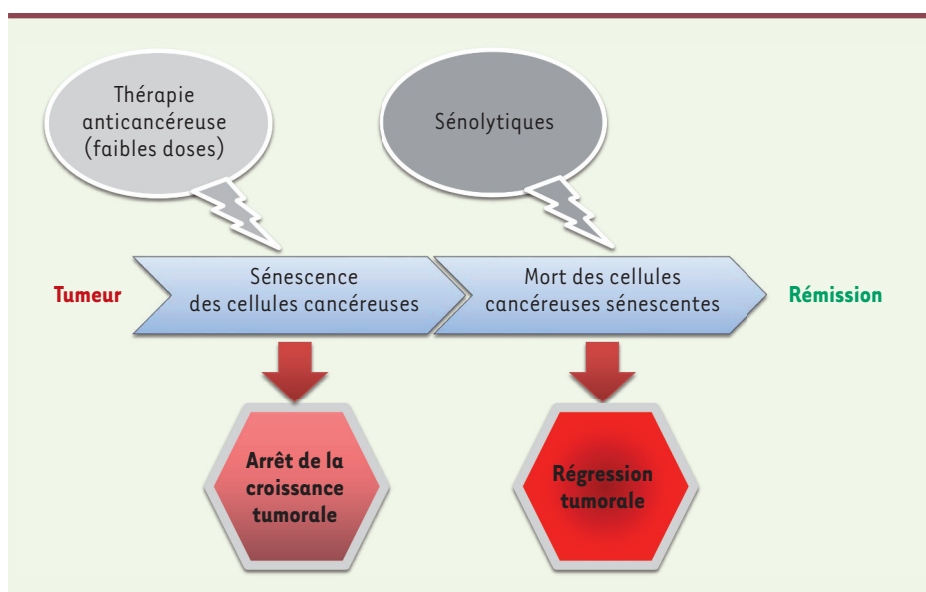 Thérapie
anticancéreuse
(faibles doses)
Sénolytiques
Tumeur
Sénescence
des cellules cancéreuses
Mort des cellules
cancéreuses sénescentes
Rémission
Arrêt de la
croissance
tumorale
Régression
tumorale